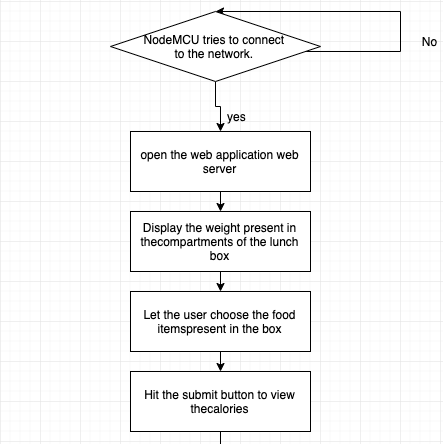 NodeMCU tries to connect
to the network.
No
yes
open the web application web
server
Display the weight present in
thecompartments of the lunch
box
Let the user choose the food
itemspresent in the box
Hit the submit button to view
thecalories